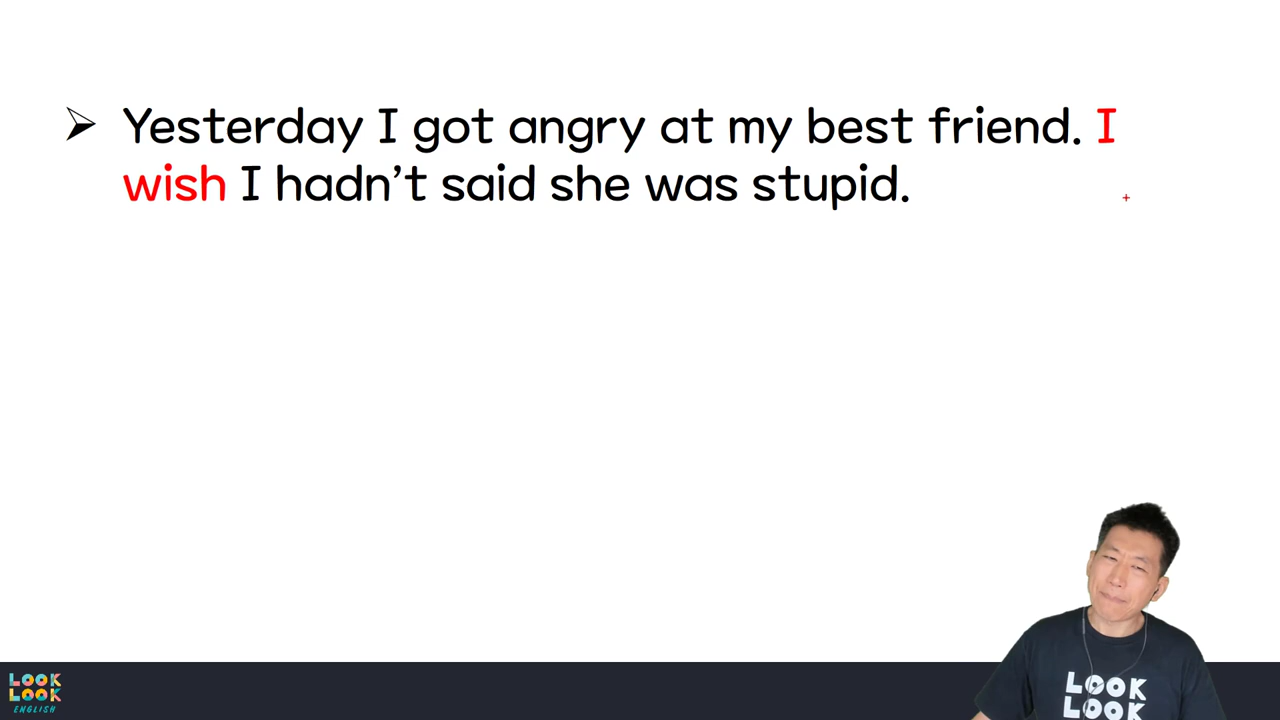 ➢ Yesterday I got angry at my best friend. I
wish I hadn’t said she was stupid.
LOOK
LOOK
ENGLISH
LOOK
LOOK